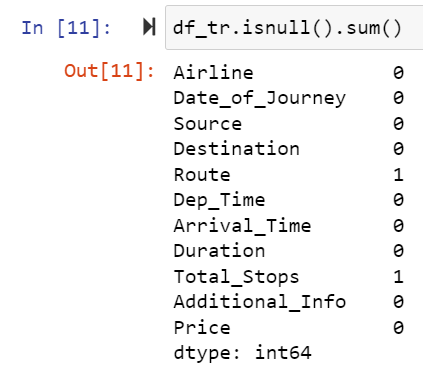 In [11]: df_tr.isnull().sum()
Out[11]: Airline 0
Date_of_Journey 0
Source 0
Destination 0
Route 1
Dep_Time 0
Arrival_Time 0
Duration 0
Total_Stops 1
Additional_Info 0
Price 0
dtype: int64